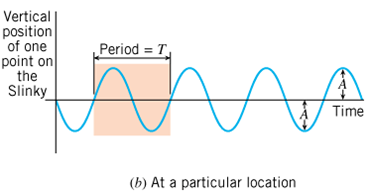 Vertical
position
of one
point on
the
Slinky
Period = T
A
A
Time
(b) At a particular location